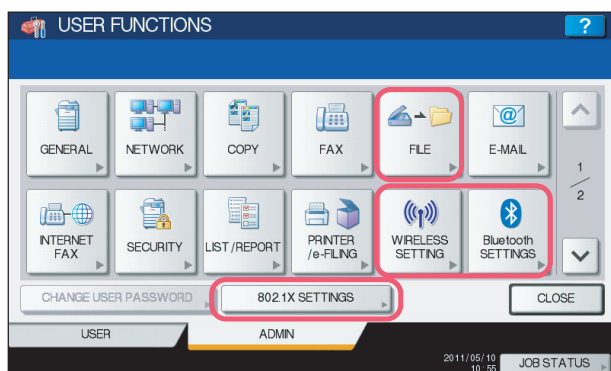 USER FUNCTIONS
?
GENERAL
NETWORK
COPY
FAX
FILE
E-MAIL
1
2
INTERNET
FAX
SECURITY
LIST/REPORT
PRINTER
/e-FILING
WIRELESS
SETTING
Bluetooth
SETTINGS
CHANGE USER PASSWORD
802.1X SETTINGS
CLOSE
USER
ADMIN
2011/05/10
10:55
JOB STATUS